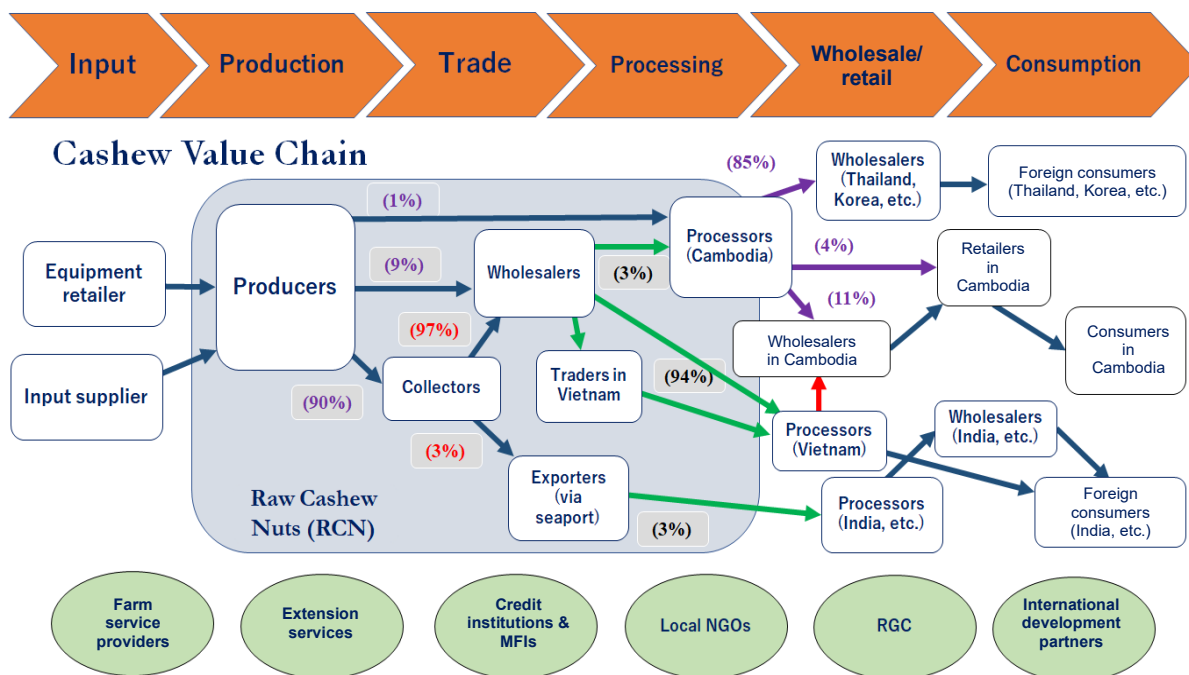 Input
Production
Trade
Processing
Wholesale/
retail
Consumption
Cashew Value Chain
(85%)
Wholesalers
(Thailand,
Korea, etc.)
Foreign consumers
(Thailand, Korea, etc.)
(1%)
Equipment
retailer
Producers
(9%)
Wholesalers
(3%)
Processors
(Cambodia)
(4%)
Retailers
in
Cambodia
(11%)
(97%)
Wholesalers
in Cambodia
Consumers
in
Cambodia
Input supplier
(90%)
Collectors
Traders in
Vietnam
(94%)
(3%)
Processors
(Vietnam)
Wholesalers
(India, etc.)
Raw Cashew
Nuts (RCN)
Exporters
(via
seaport)
(3%)
Processors
(India, etc.)
Foreign
consumers
(India, etc.)
Farm
service
providers
Extension
services
Credit
institutions &
MFIs
Local NGOs
RGC
International
development
partners